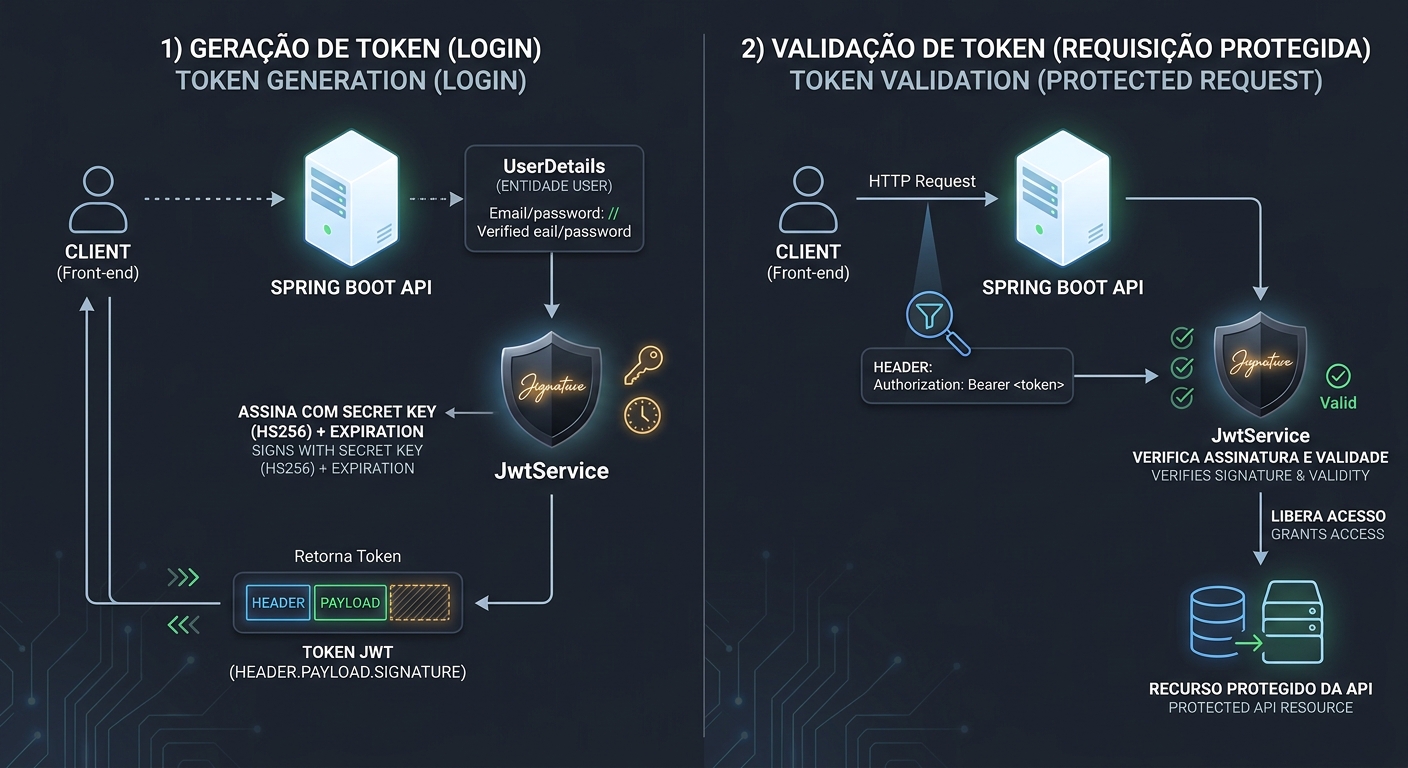 1) GERAÇÃO DE TOKEN (LOGIN)
TOKEN GENERATION (LOGIN)
CLIENT
(Front-end)
SPRING BOOT API
UserDetails
(ENTIDADE USER)
Email/password: //
Verified eail/password
Jignature
JwtService
ASSINA COM SECRET KEY
(HS256) + EXPIRATION
SIGNS WITH SECRET KEY
(HS256) + EXPIRATION
Retorna Token
HEADER PAYLOAD
TOKEN JWT
(HEADER.PAYLOAD.SIGNATURE)
2) VALIDAÇÃO DE TOKEN (REQUISIÇÃO PROTEGIDA)
TOKEN VALIDATION (PROTECTED REQUEST)
CLIENT
(Front-end)
HTTP Request
SPRING BOOT API
HEADER:
Authorization: Bearer <token>
Valid
JwtService
VERIFICA ASSINATURA E VALIDADE
VERIFIES SIGNATURE & VALIDITY
LIBERA ACESSO
GRANTS ACCESS
RECURSO PROTEGIDO DA API
PROTECTED API RESOURCE